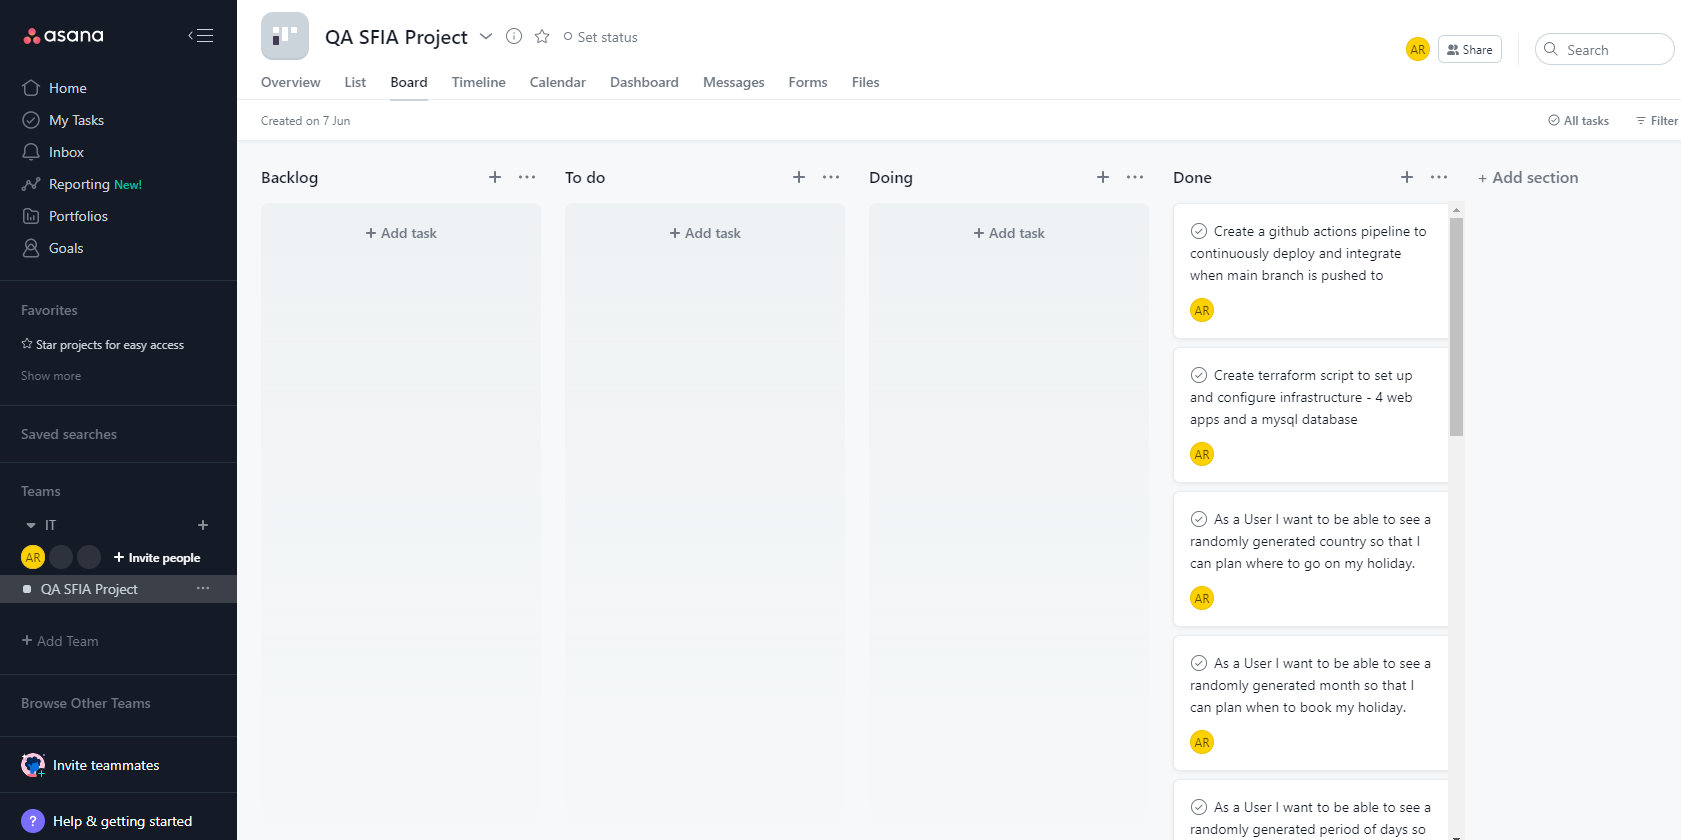 asana
Home
My Tasks
Inbox
Reporting New!
Portfolios
Goals
Favorites
Star projects for easy access
Show more
Saved searches
Teams
IT
AR
Invite people
QA SFIA Project
+ Add Team
Browse Other Teams
Invite teammates
? Help & getting started
QA SFIA Project
Set status
AR
Share
Search
Overview
List
Board
Timeline
Calendar
Dashboard
Messages
Forms
Files
Created on 7 Jun
All tasks
Filter
Backlog
+ Add task
To do
+ Add task
Doing
+ Add task
Done
Create a github actions pipeline to
continuously deploy and integrate
when main branch is pushed to
AR
Create terraform script to set up
and configure infrastructure - 4 web
apps and a mysql database
AR
As a User I want to be able to see a
randomly generated country so that I
can plan where to go on my holiday.
AR
As a User I want to be able to see a
randomly generated month so that I
can plan when to book my holiday.
AR
As a User I want to be able to see a
randomly generated period of days so
+ Add section